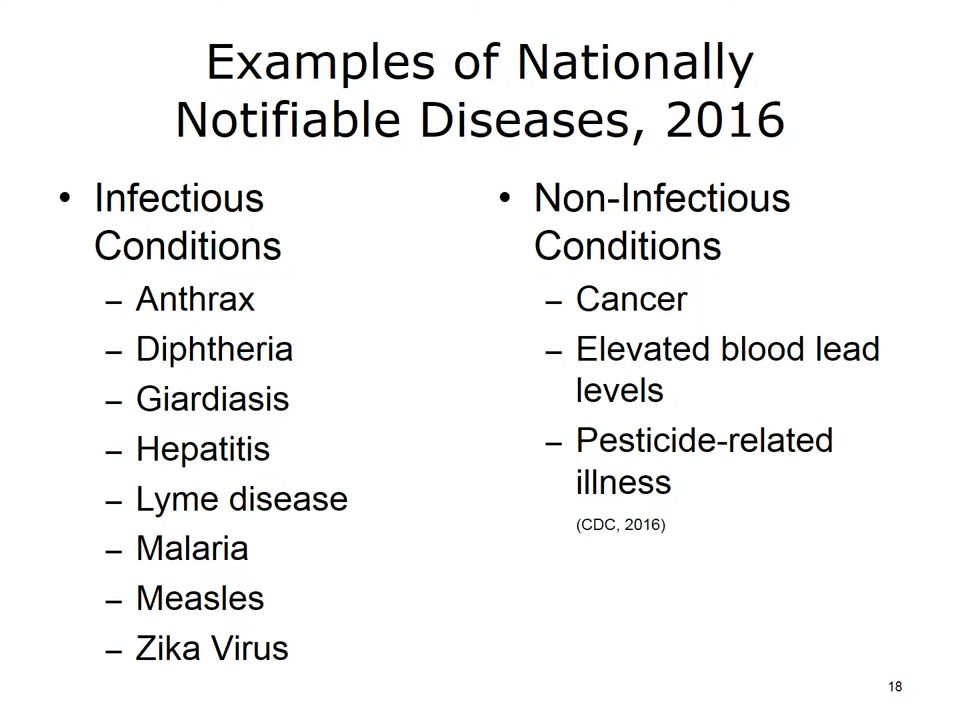 Examples of Nationally
Notifiable Diseases, 2016
• Infectious
Conditions
– Anthrax
– Diphtheria
– Giardiasis
– Hepatitis
– Lyme disease
– Malaria
– Measles
– Zika Virus
• Non-Infectious
Conditions
– Cancer
– Elevated blood lead
levels
– Pesticide-related
illness
(CDC, 2016)
18